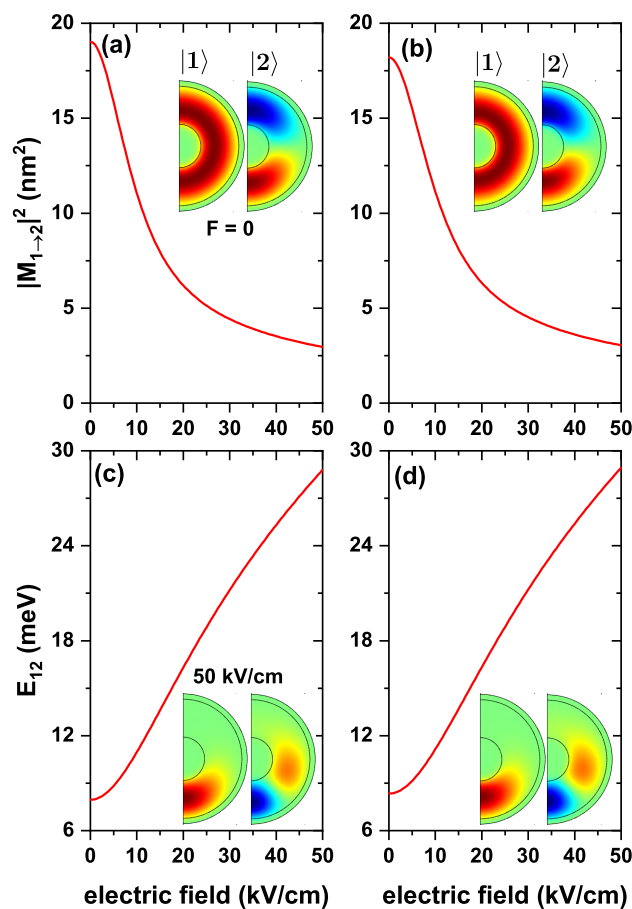 (a)
|1⟩ |2⟩
F = 0
|M₁→₂|² (nm²)
20
15
10
5
0
0 10 20 30 40 50
(b)
|1⟩ |2⟩
20
15
10
5
0
0 10 20 30 40 50
(c)
50 kV/cm
E₁₂ (meV)
30
24
18
12
6
0 10 20 30 40 50
electric field (kV/cm)
(d)
30
24
18
12
6
0 10 20 30 40 50
electric field (kV/cm)